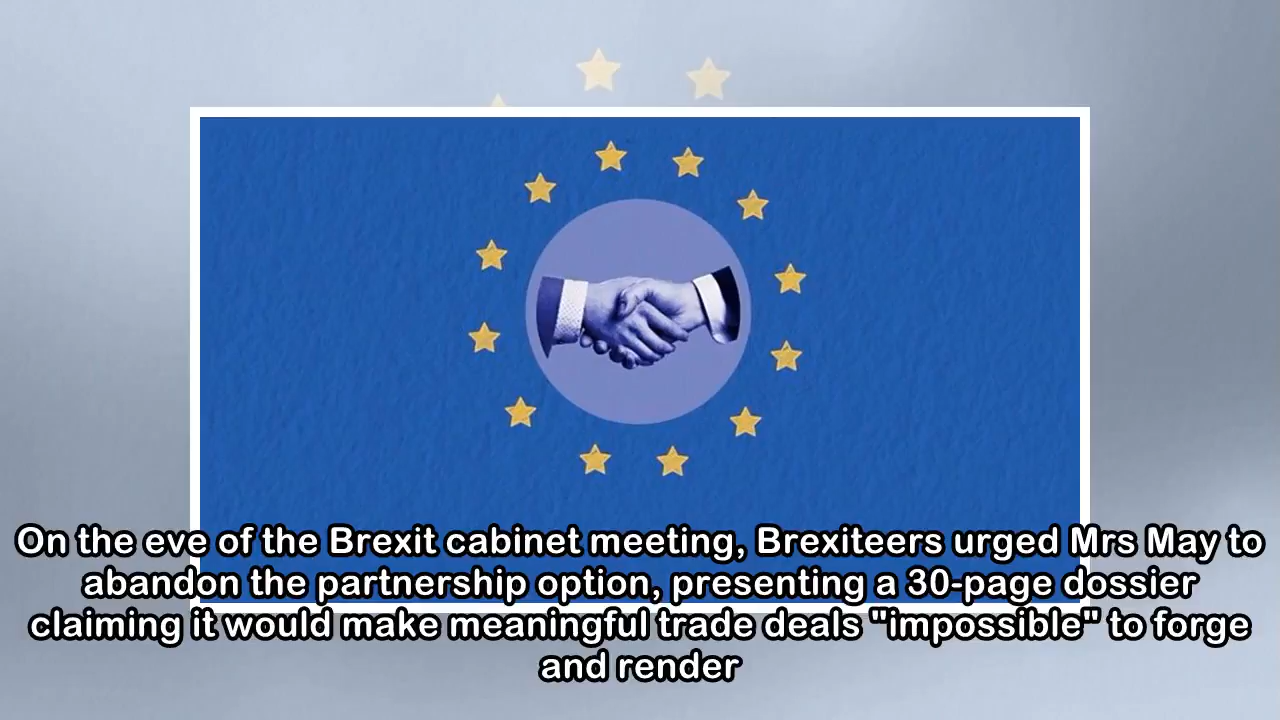 On the eve of the Brexit cabinet meeting, Brexiteers urged Mrs May to
abandon the partnership option, presenting a 30-page dossier
claiming it would make meaningful trade deals "impossible" to forge
and render